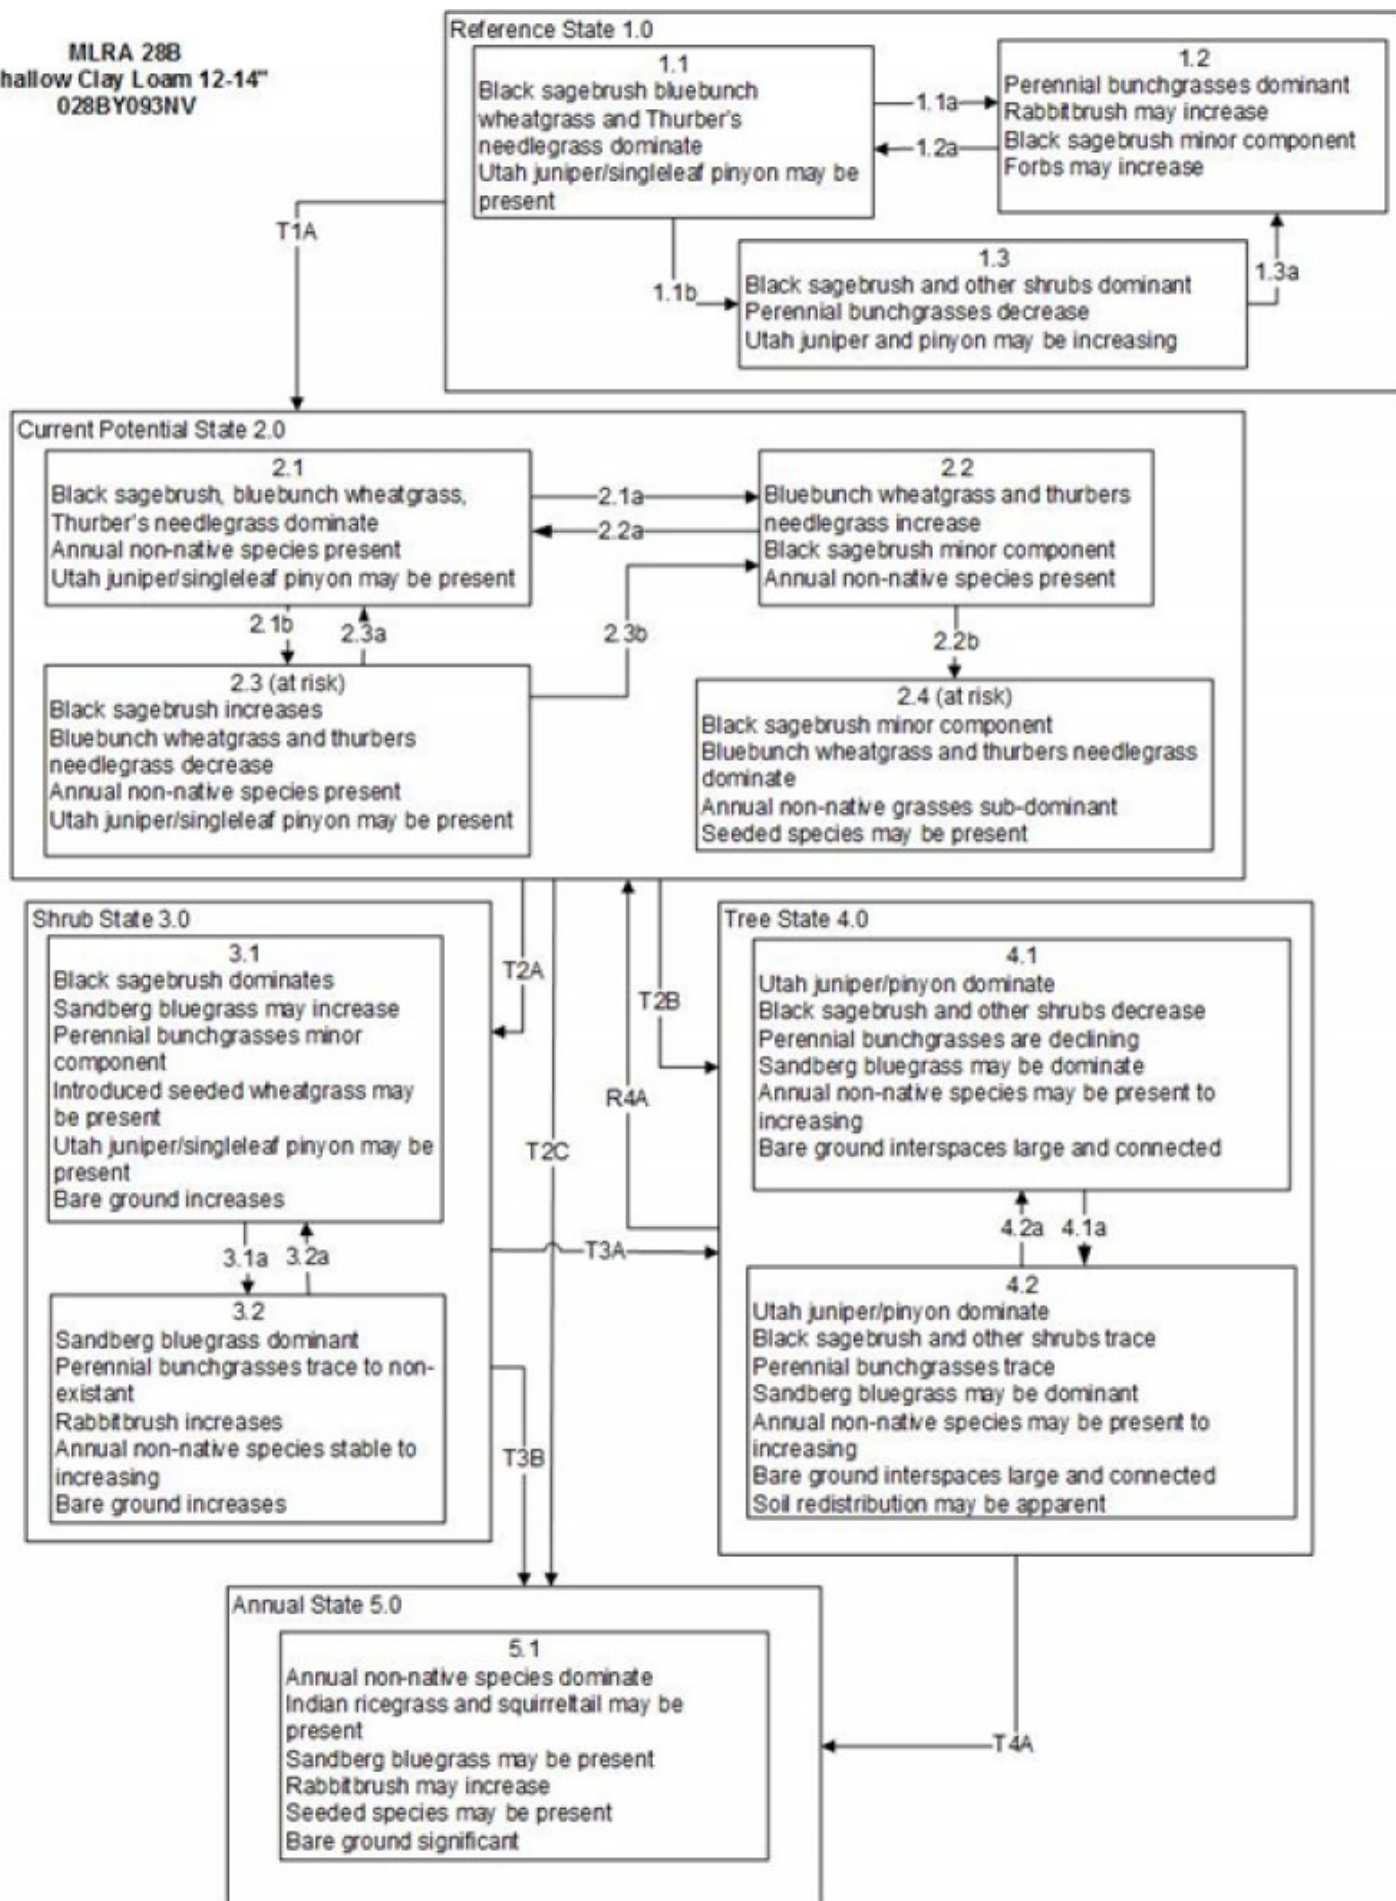 MLRA 28B
hallow Clay Loam 12-14"
028BY093NV
Reference State 1.0
1.1
Black sagebrush bluebunch
wheatgrass and Thurber's
needlegrass dominate
Utah juniper/singleleaf pinyon may be
present
1.1a
1.2a
1.2
Perennial bunchgrasses dominant
Rabbitbrush may increase
Black sagebrush minor component
Forbs may increase
1.1b
1.3
Black sagebrush and other shrubs dominant
Perennial bunchgrasses decrease
Utah juniper and pinyon may be increasing
1.3a
T1A
Current Potential State 2.0
2.1
Black sagebrush, bluebunch wheatgrass,
Thurber's needlegrass dominate
Annual non-native species present
Utah juniper/singleleaf pinyon may be present
2.1a
2.2a
2.2
Bluebunch wheatgrass and thurbers
needlegrass increase
Black sagebrush minor component
Annual non-native species present
2.1b
2.3a
2.3b
2.2b
2.3 (at risk)
Black sagebrush increases
Bluebunch wheatgrass and thurbers
needlegrass decrease
Annual non-native species present
Utah juniper/singleleaf pinyon may be present
2.4 (at risk)
Black sagebrush minor component
Bluebunch wheatgrass and thurbers needlegrass
dominate
Annual non-native grasses sub-dominant
Seeded species may be present
Shrub State 3.0
3.1
Black sagebrush dominates
Sandberg bluegrass may increase
Perennial bunchgrasses minor
component
Introduced seeded wheatgrass may
be present
Utah juniper/singleleaf pinyon may be
present
Bare ground increases
3.1a
3.2a
3.2
Sandberg bluegrass dominant
Perennial bunchgrasses trace to non-
existant
Rabbitbrush increases
Annual non-native species stable to
increasing
Bare ground increases
T2A
T2C
T2B
R4A
T3A
T3B
Tree State 4.0
4.1
Utah juniper/pinyon dominate
Black sagebrush and other shrubs decrease
Perennial bunchgrasses are declining
Sandberg bluegrass may be dominate
Annual non-native species may be present to
increasing
Bare ground interspaces large and connected
4.2a
4.1a
4.2
Utah juniper/pinyon dominate
Black sagebrush and other shrubs trace
Perennial bunchgrasses trace
Sandberg bluegrass may be dominant
Annual non-native species may be present to
increasing
Bare ground interspaces large and connected
Soil redistribution may be apparent
T4A
Annual State 5.0
5.1
Annual non-native species dominate
Indian ricegrass and squirreltail may be
present
Sandberg bluegrass may be present
Rabbitbrush may increase
Seeded species may be present
Bare ground significant